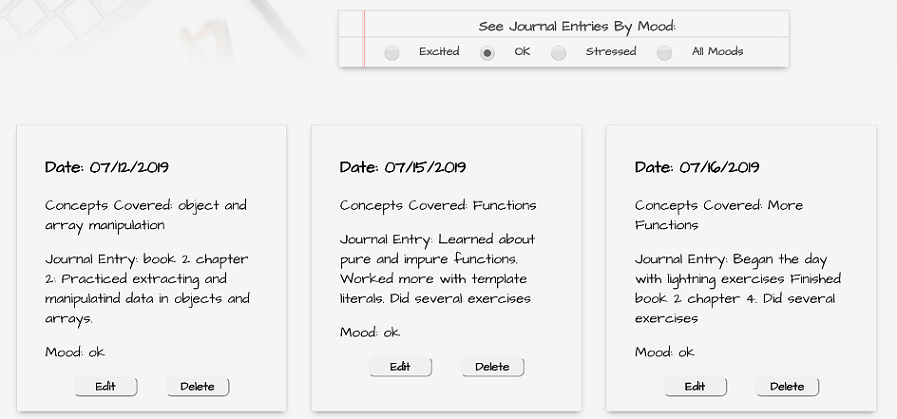 See Journal Entries By Mood:
Excited OK Stressed All Moods
Date: 07/12/2019
Concepts Covered: object and
array manipulation
Journal Entry: book 2 chapter
2: Practiced extracting and
manipulatind data in objects and
arrays.
Mood: ok
Edit Delete
Date: 07/15/2019
Concepts Covered: Functions
Journal Entry: Learned about
pure and impure functions.
Worked more with template
literals. Did several exercises
Mood: ok
Edit Delete
Date: 07/16/2019
Concepts Covered: More
Functions
Journal Entry: Began the day
with lightning exercises Finished
book 2 chapter 4. Did several
exercises
Mood: ok
Edit Delete